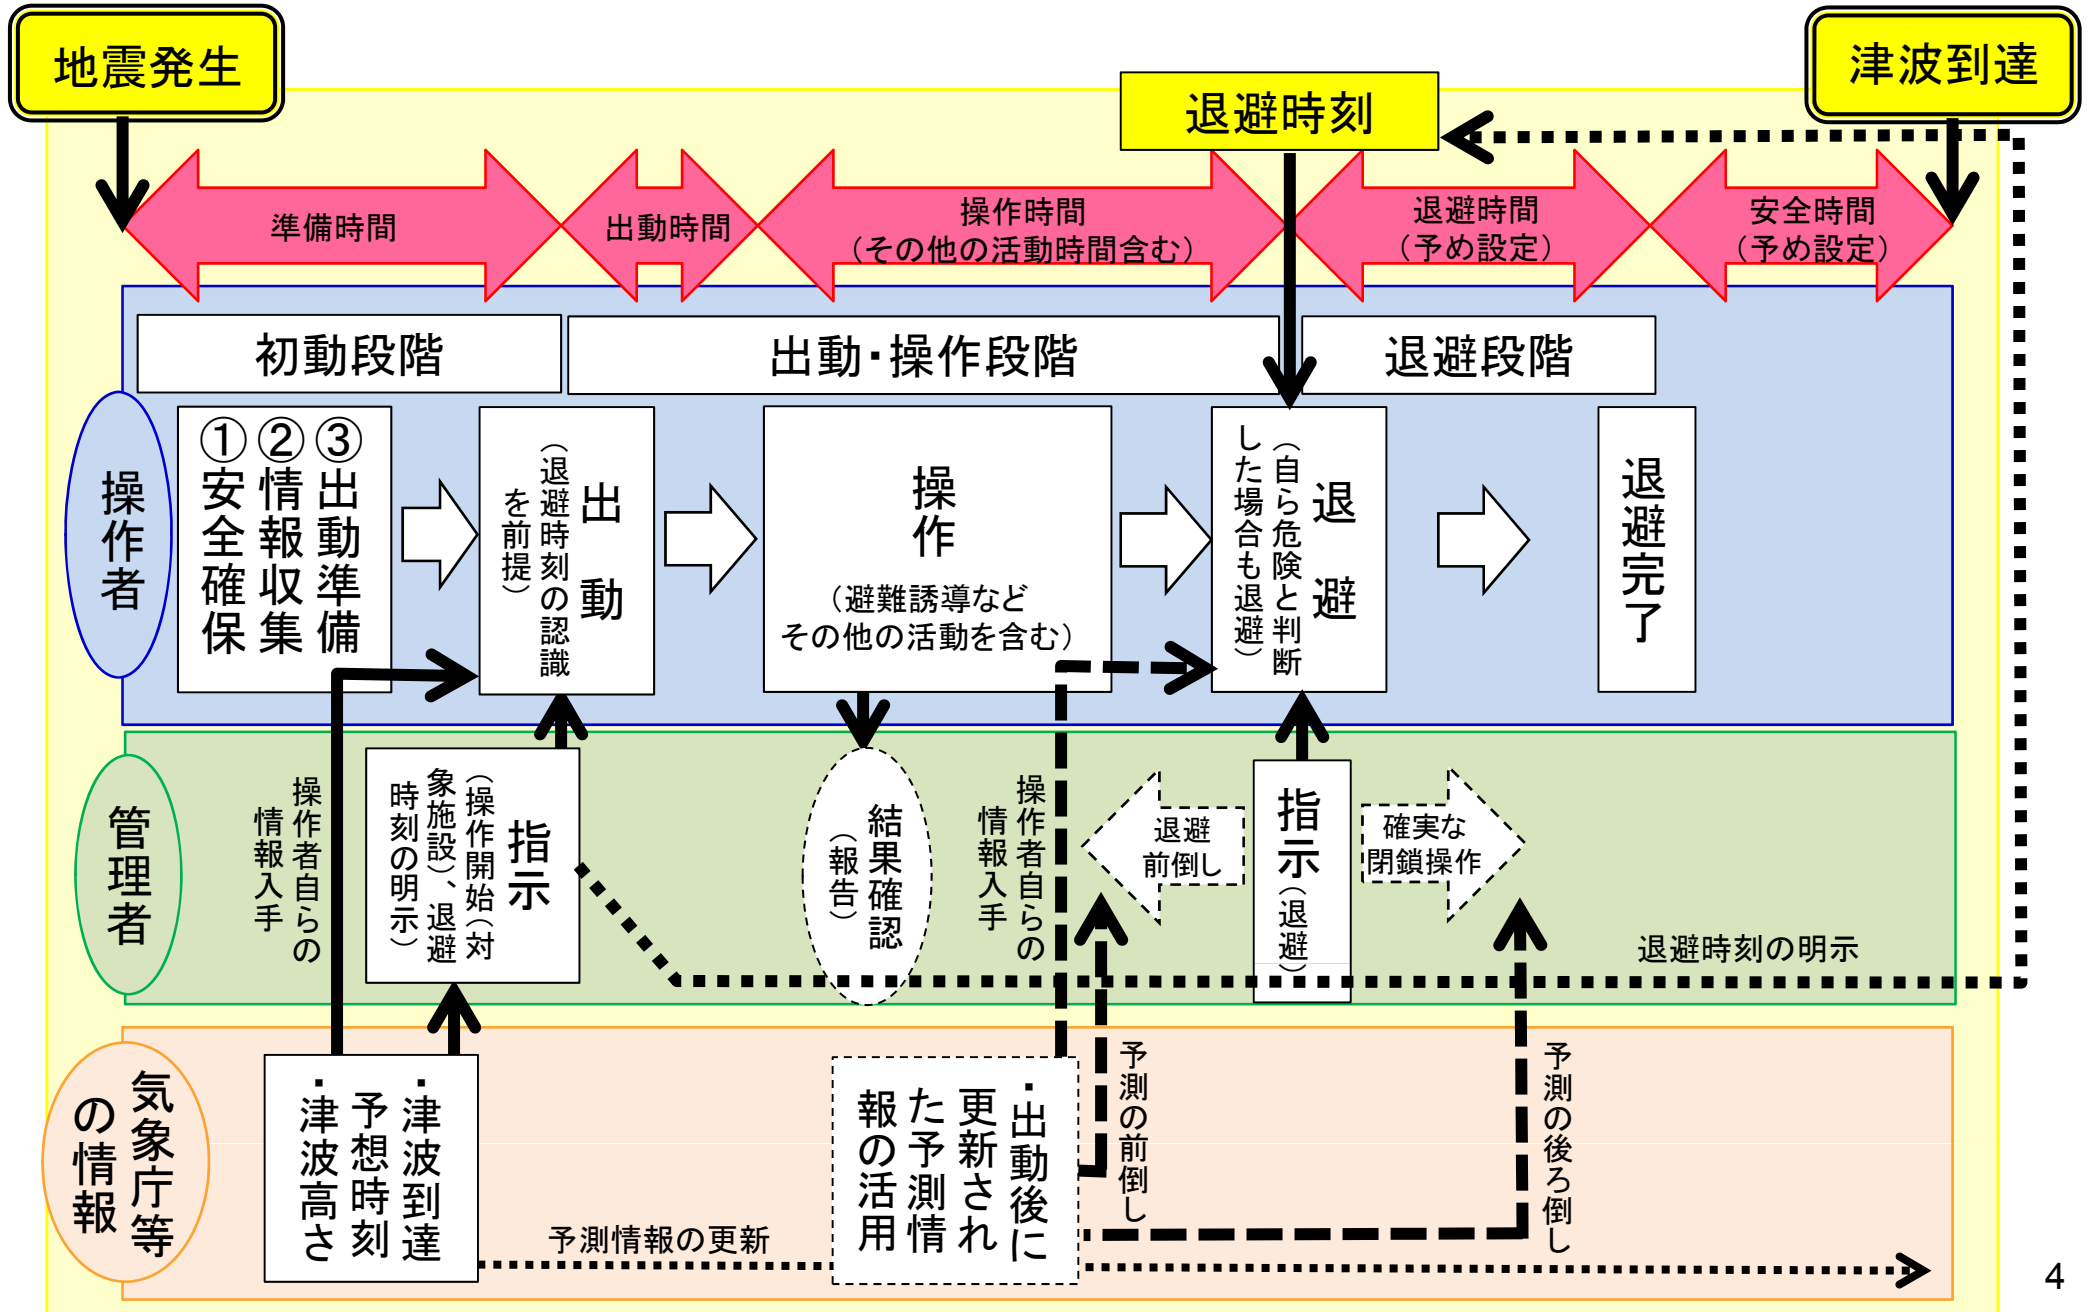 地震発生
津波到達
退避時刻
準備時間
出動時間
操作時間
（その他の活動時間含む）
退避時間
（予め設定）
安全時間
（予め設定）
初動段階
出動・操作段階
退避段階
操作者
①安全確保
②情報収集
③出動準備
出動
（退避時刻の認識
を前提）
操作
（避難誘導など
その他の活動を含む）
退避
（自ら危険と判断
した場合も退避）
退避完了
管理者
操作者自らの
情報入手
指示
（操作開始（対
象施設）、退避
時刻の明示）
結果確認
（報告）
操作者自らの
情報入手
退避
前倒し
指示（退避）
確実な
閉鎖操作
退避時刻の明示
気象庁等
の情報
・津波到達
予想時刻
・津波高さ
予測情報の更新
・出動後に
更新され
た予測情
報の活用
予測の前倒し
予測の後ろ倒し
4